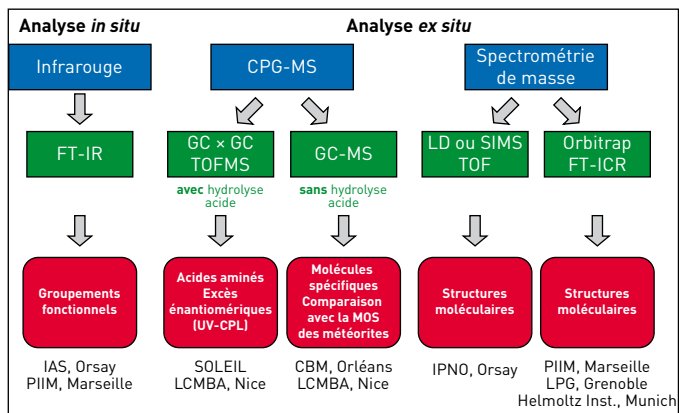 Analyse in situ
Analyse ex situ
Infrarouge
CPG-MS
Spectrométrie
de masse
FT-IR
GC × GC
TOFMS
GC-MS
LD ou SIMS
TOF
Orbitrap
FT-ICR
avec hydrolyse
acide
sans hydrolyse
acide
Groupements
fonctionnels
Acides aminés
Excès
énantiomériques
(UV-CPL)
Molécules
spécifiques
Comparaison
avec la MOS
des météorites
Structures
moléculaires
Structures
moléculaires
IAS, Orsay
PIIM, Marseille
SOLEIL
LCMBA, Nice
CBM, Orléans
LCMBA, Nice
IPNO, Orsay
PIIM, Marseille
LPG, Grenoble
Helmoltz Inst., Munich